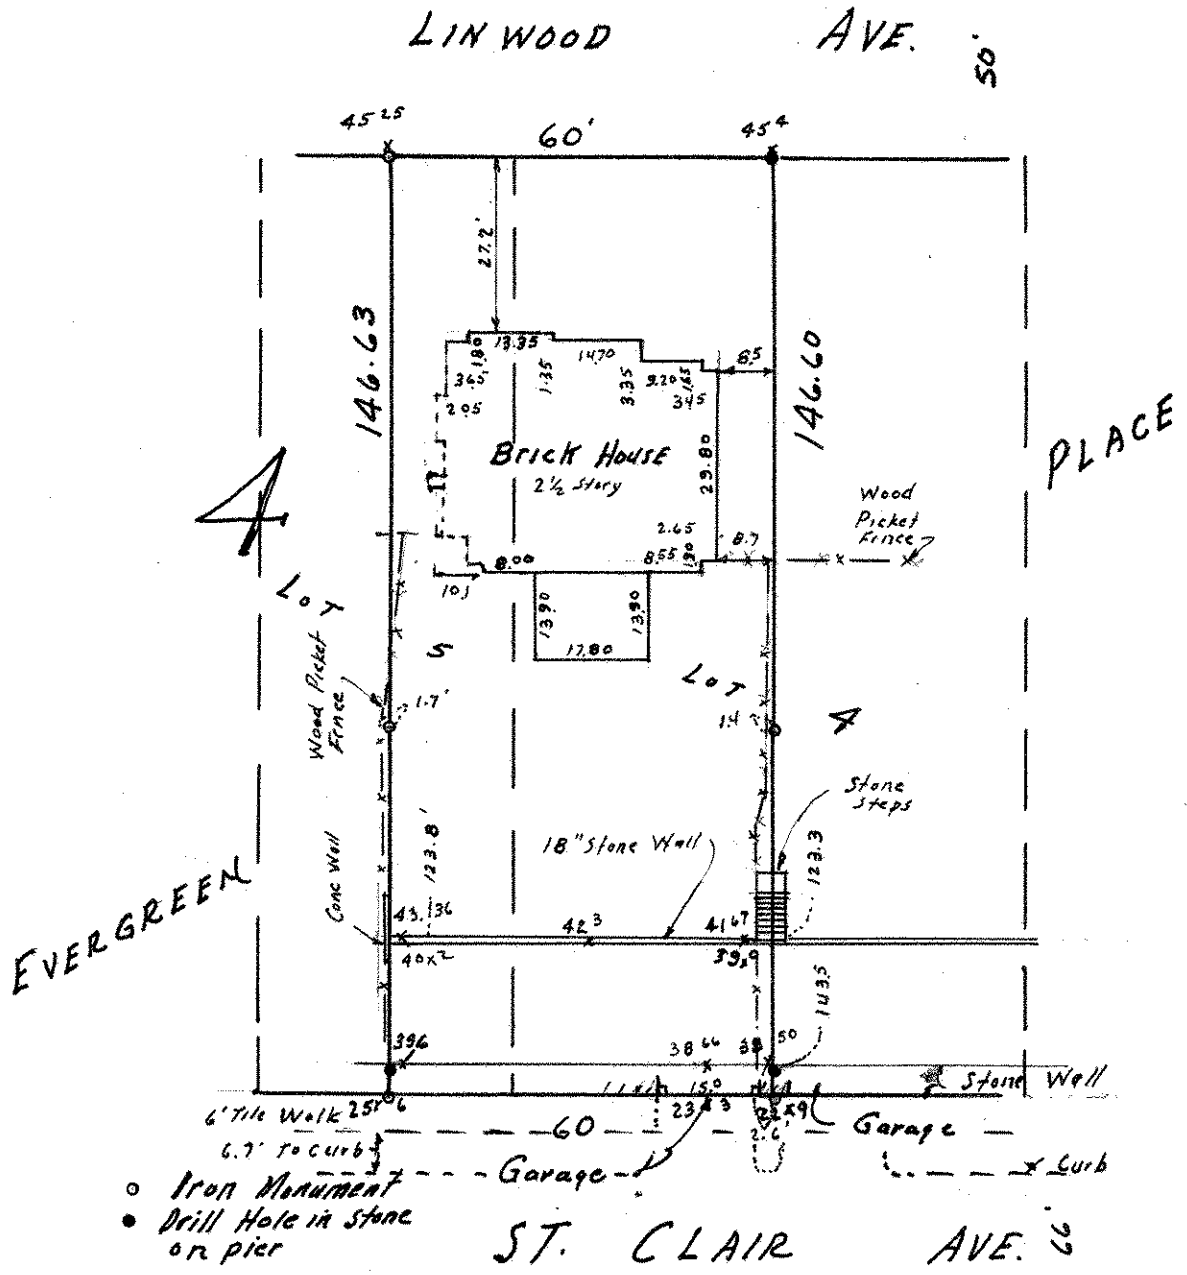 LINWOOD AVE. 50'
45 25
60'
45 4
27.2'
146.63
146.60
13.35
1.80
14.70
8.5
3.65
1.35
3.35
9.20
1.65
2.05
3.45
BRICK HOUSE
2½ Story
29.80
PLACE
4
Wood
Picket
Fence
2.65
8.7
8.00
8.55
1.90
10.1
LOT
13.90
13.90
17.80
5
LOT
4
Wood Picket
Fence
1.7'
1.4
Stone
Steps
18" Stone Wall
123.8'
123.3
Conc Wall
EVERGREEN
43.36
42 3
41 67
40x2
39x9
143.5
39 6
38 66
38 50
Stone Wall
15.0
6' Tile Walk
60
2.6'
Garage
6.7' To Curb
Garage
Curb
Iron Monument
Drill Hole in Stone
on pier
ST. CLAIR AVE. 66'